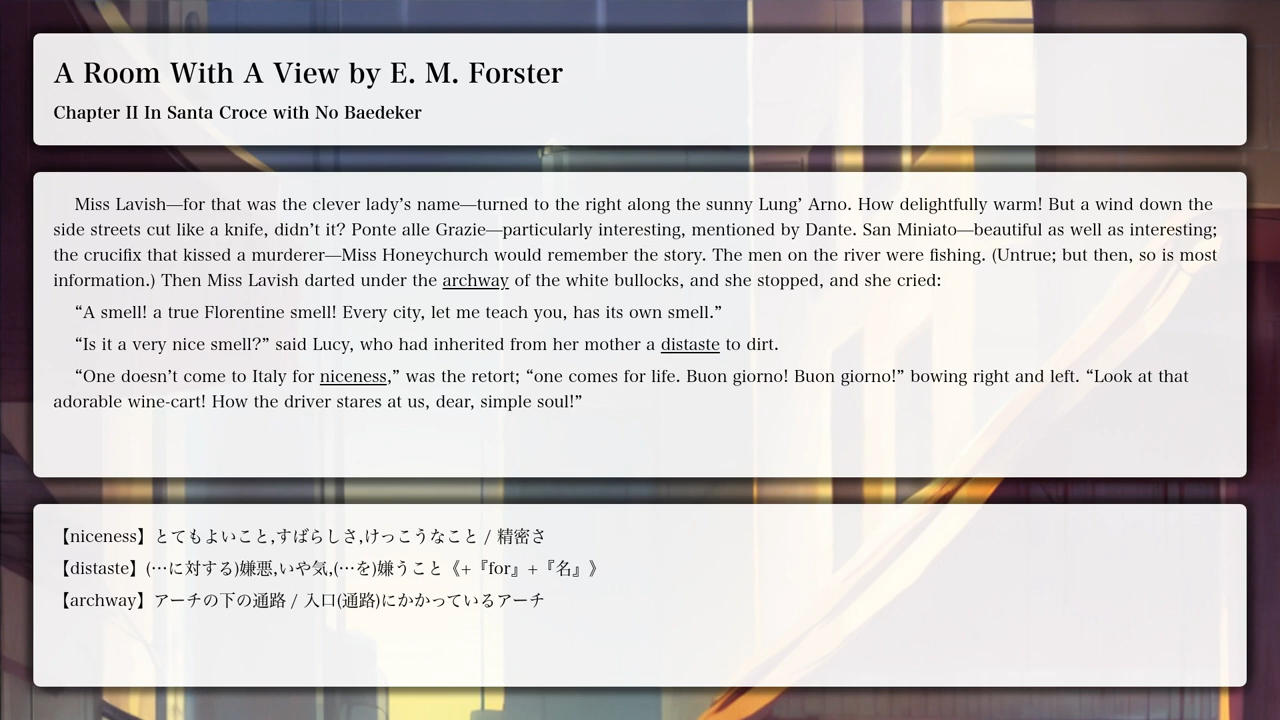 A Room With A View by E. M. Forster
Chapter II In Santa Croce with No Baedeker
Miss Lavish—for that was the clever lady’s name—turned to the right along the sunny Lung’ Arno. How delightfully warm! But a wind down the
side streets cut like a knife, didn’t it? Ponte alle Grazie—particularly interesting, mentioned by Dante. San Miniato—beautiful as well as interesting;
the crucifix that kissed a murderer—Miss Honeychurch would remember the story. The men on the river were fishing. (Untrue; but then, so is most
information.) Then Miss Lavish darted under the archway of the white bullocks, and she stopped, and she cried:
“A smell! a true Florentine smell! Every city, let me teach you, has its own smell.”
“Is it a very nice smell?” said Lucy, who had inherited from her mother a distaste to dirt.
“One doesn’t come to Italy for niceness,” was the retort; “one comes for life. Buon giorno! Buon giorno!” bowing right and left. “Look at that
adorable wine-cart! How the driver stares at us, dear, simple soul!”
【niceness】とてもよいこと,すばらしさ,けっこうなこと / 精密さ
【distaste】(…に対する)嫌悪,いや気,(…を)嫌うこと《+『for』+『名』》
【archway】アーチの下の通路 / 入口(通路)にかかっているアーチ